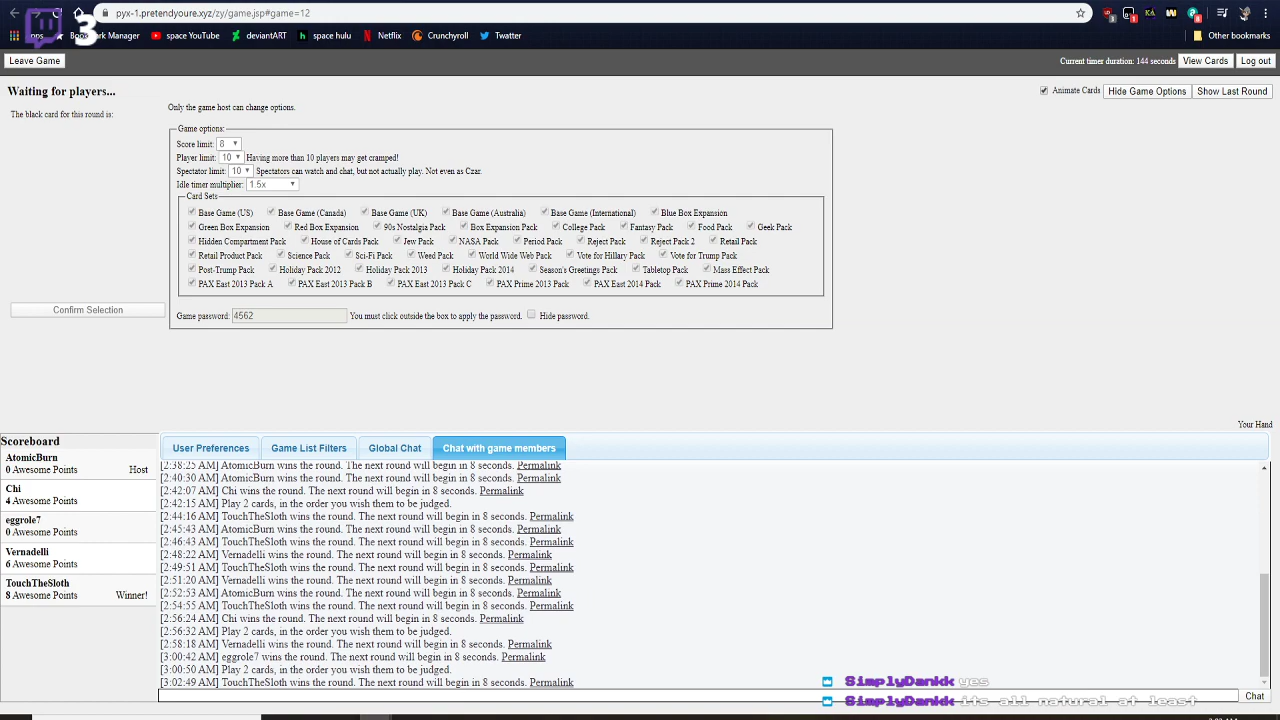 pyx-1.pretendyoure.xyz/zy/game.jsp#game=12
3
Bookmark Manager space YouTube deviantART space hulu Netflix Crunchyroll Twatter Other bookmarks
Leave Game Current timer duration: 144 seconds View Cards Log out
Waiting for players... Animate Cards Hide Game Options Show Last Round
The black card for this round is: Only the game host can change options.
Game options:
Score limit: 8
Player limit: 10 Having more than 10 players may get cramped!
Spectator limit: 10 Spectators can watch and chat, but not actually play. Not even as Czar.
Idle timer multiplier: 1.5x
Card Sets
Base Game (US) Base Game (Canada) Base Game (UK) Base Game (Australia) Base Game (International) Blue Box Expansion
Green Box Expansion Red Box Expansion 90s Nostalgia Pack Box Expansion Pack College Pack Fantasy Pack Food Pack Geek Pack
Hidden Compartment Pack House of Cards Pack Jew Pack NASA Pack Period Pack Reject Pack Reject Pack 2 Retail Pack
Retail Product Pack Science Pack Sci-Fi Pack Weed Pack World Wide Web Pack Vote for Hillary Pack Vote for Trump Pack
Post-Trump Pack Holiday Pack 2012 Holiday Pack 2013 Holiday Pack 2014 Season's Greetings Pack Tabletop Pack Mass Effect Pack
PAX East 2013 Pack A PAX East 2013 Pack B PAX East 2013 Pack C PAX Prime 2013 Pack PAX East 2014 Pack PAX Prime 2014 Pack
Confirm Selection
Game password: 4562 You must click outside the box to apply the password. Hide password.
Your Hand
Scoreboard
AtomicBurn
0 Awesome Points Host
Chi
4 Awesome Points
eggrole7
0 Awesome Points
Vernadelli
6 Awesome Points
TouchTheSloth
8 Awesome Points Winner!
User Preferences Game List Filters Global Chat Chat with game members
[2:38:25 AM] AtomicBurn wins the round. The next round will begin in 8 seconds. Permalink
[2:40:30 AM] AtomicBurn wins the round. The next round will begin in 8 seconds. Permalink
[2:42:07 AM] Chi wins the round. The next round will begin in 8 seconds. Permalink
[2:42:15 AM] Play 2 cards, in the order you wish them to be judged.
[2:44:16 AM] TouchTheSloth wins the round. The next round will begin in 8 seconds. Permalink
[2:45:43 AM] AtomicBurn wins the round. The next round will begin in 8 seconds. Permalink
[2:46:43 AM] TouchTheSloth wins the round. The next round will begin in 8 seconds. Permalink
[2:48:22 AM] Vernadelli wins the round. The next round will begin in 8 seconds. Permalink
[2:49:51 AM] TouchTheSloth wins the round. The next round will begin in 8 seconds. Permalink
[2:51:20 AM] Vernadelli wins the round. The next round will begin in 8 seconds. Permalink
[2:52:53 AM] AtomicBurn wins the round. The next round will begin in 8 seconds. Permalink
[2:54:55 AM] TouchTheSloth wins the round. The next round will begin in 8 seconds. Permalink
[2:56:24 AM] Chi wins the round. The next round will begin in 8 seconds. Permalink
[2:56:32 AM] Play 2 cards, in the order you wish them to be judged.
[2:58:18 AM] Vernadelli wins the round. The next round will begin in 8 seconds. Permalink
[3:00:42 AM] eggrole7 wins the round. The next round will begin in 8 seconds. Permalink
[3:00:50 AM] Play 2 cards, in the order you wish them to be judged.
[3:02:49 AM] TouchTheSloth wins the round. The next round will begin in 8 seconds. Permalink
SimplyDankk yes
SimplyDankk its all natural at least
Chat